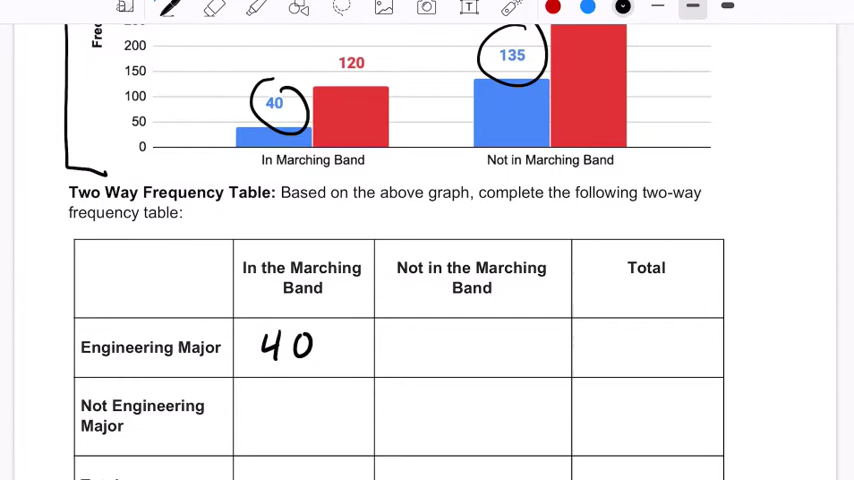 200
135
150
120
100
40
50
0
In Marching Band
Not in Marching Band
Two Way Frequency Table: Based on the above graph, complete the following two-way
frequency table:
In the Marching
Band
Not in the Marching
Band
Total
Engineering Major
40
Not Engineering
Major